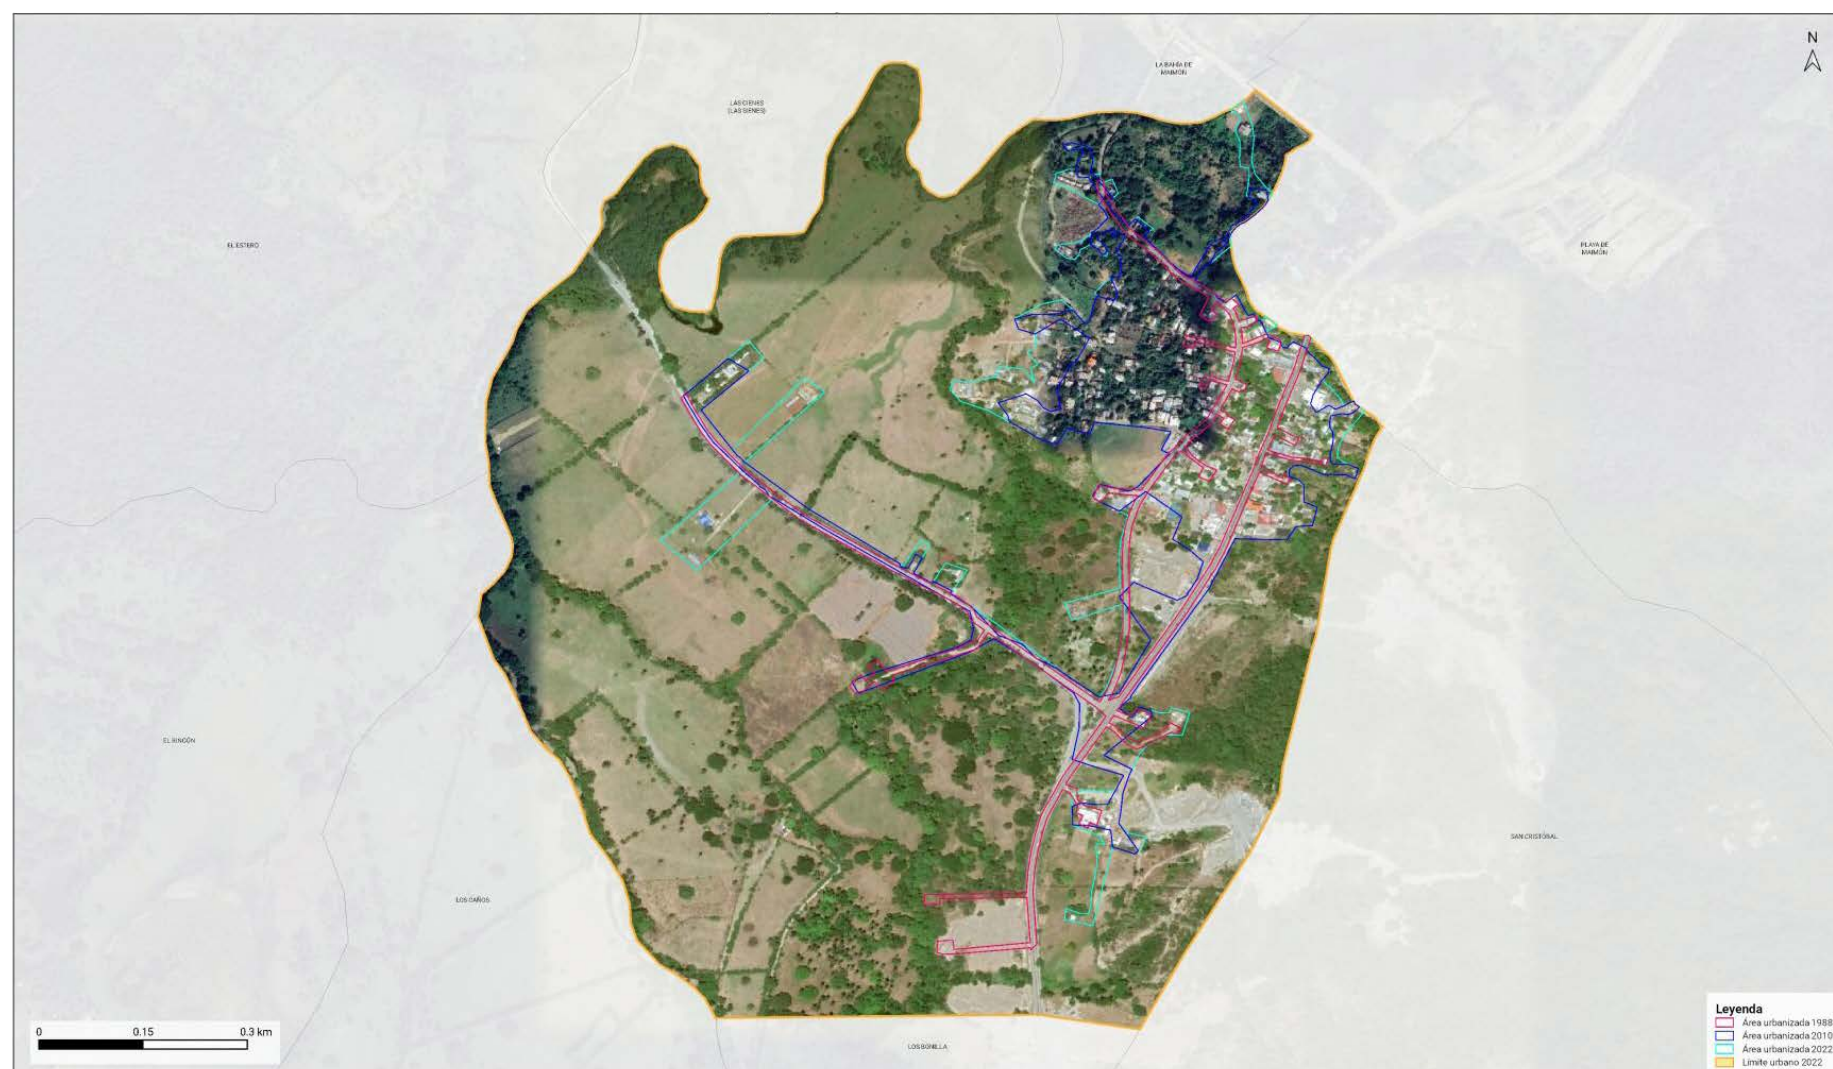 N
LA BAHÍA DE
MAIMÓN
LAS CIENES
(LAS SIENES)
EL ESTERO
PLAYA DE
MAIMÓN
EL RINCÓN
SAN CRISTÓBAL
LOS CAÑOS
LOS BONILLA
0 0.15 0.3 km
Leyenda
Área urbanizada 1988
Área urbanizada 2010
Área urbanizada 2022
Límite urbano 2022